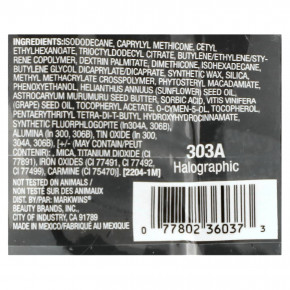 INGREDIENTS:ISODODECANE, CAPRYLYL METHICONE, CETYL
ETHYLHEXANOATE, TRIOCTYLDODECYL CITRATE, BUTYLENE/ETHYLENE/STY-
RENE COPOLYMER, DEXTRIN PALMITATE, DIMETHICONE, ISOHEXADECANE,
BUTYLENE GLYCOL DICAPRYLATE/DICAPRATE, SYNTHETIC WAX, SILICA,
METHYL METHACRYLATE CROSSPOLYMER, PHYTOSTEROLS, TOCOPHEROL,
PHENOXYETHANOL, HELIANTHUS ANNUUS (SUNFLOWER) SEED OIL,
ASTROCARYUM MURUMURU SEED BUTTER, SORBIC ACID, VITIS VINIFERA
(GRAPE) SEED OIL, TOCOPHERYL ACETATE, O-CYMEN-5-OL, TOCOPHEROL,
PENTAERYTHRITYL TETRA-DI-T-BUTYL HYDROXYHYDROCINNAMATE,
SYNTHETIC FLUORPHLOGOPITE (IN304A, 306B),
ALUMINA (IN 300, 306B), TIN OXIDE (IN 300,
304A, 306B), [+/- (MAY CONTAIN/PEUT
CONTENIR): MICA, TITANIUM DIOXIDE (CI
77891), IRON OXIDES (CI 77491, CI 77492,
CI 77499), CARMINE (CI 75470)]. [2204-1M]
NOT TESTED ON ANIMALS /
NON TESTÉ SUR DES ANIMAUX
DIST. BY/PAR: MARKWINS®
BEAUTY BRANDS, INC.
CITY OF INDUSTRY, CA 91789
MADE IN MEXICO/FABRIQUÉ AU MEXIQUE
303A
Holographic
0 77802 36037 3